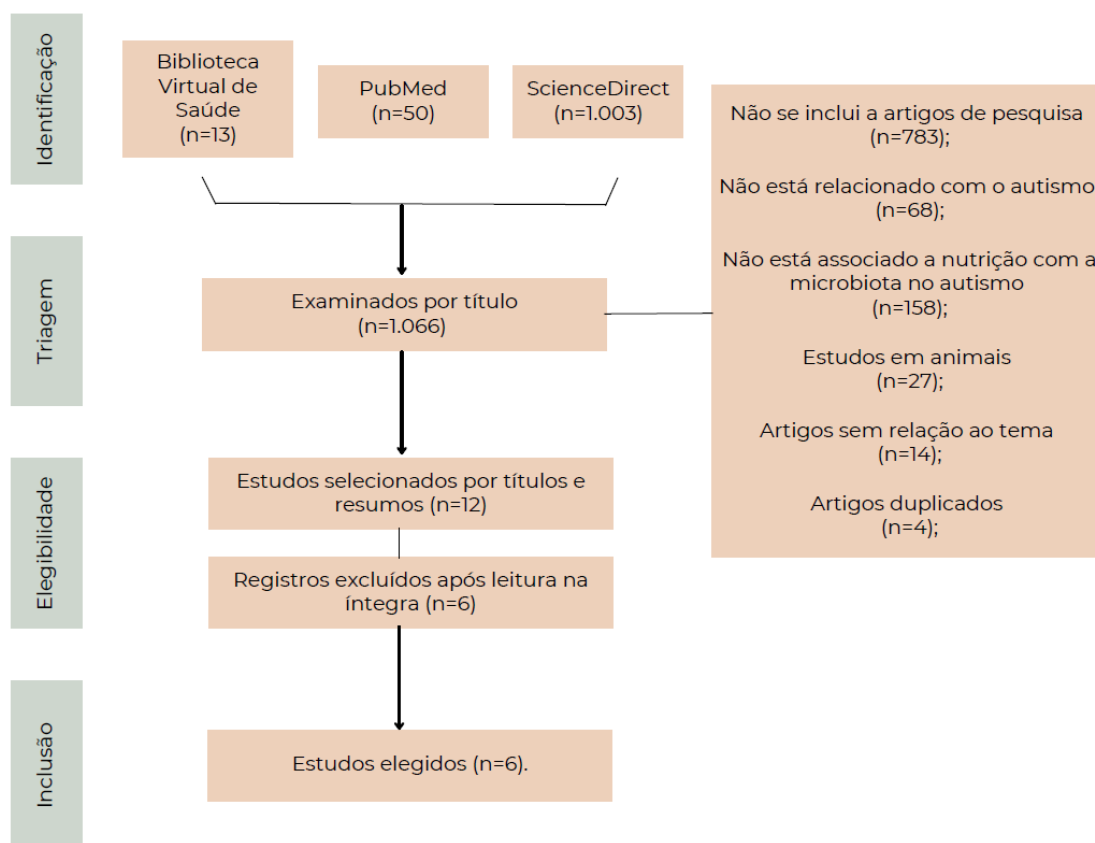 Identificação
Biblioteca
Virtual de
Saúde
(n=13)
PubMed
(n=50)
ScienceDirect
(n=1.003)
Não se inclui a artigos de pesquisa
(n=783);
Não está relacionado com o autismo
(n=68);
Não está associado a nutrição com a
microbiota no autismo
(n=158);
Estudos em animais
(n=27);
Artigos sem relação ao tema
(n=14);
Artigos duplicados
(n=4);
Triagem
Examinados por título
(n=1.066)
Elegibilidade
Estudos selecionados por títulos e
resumos (n=12)
Registros excluídos após leitura na
íntegra (n=6)
Inclusão
Estudos elegidos (n=6).